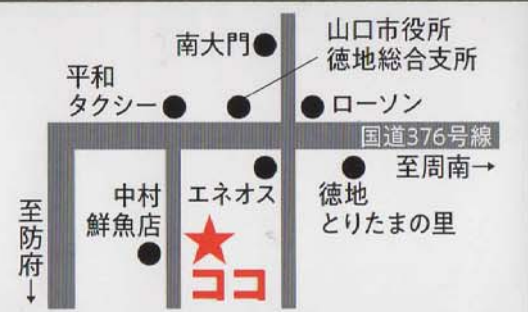 南大門
山口市役所
徳地総合支所
平和
タクシー
ローソン
国道376号線
至周南→
エネオス
徳地
とりたまの里
中村
鮮魚店
至防府↓
ココ